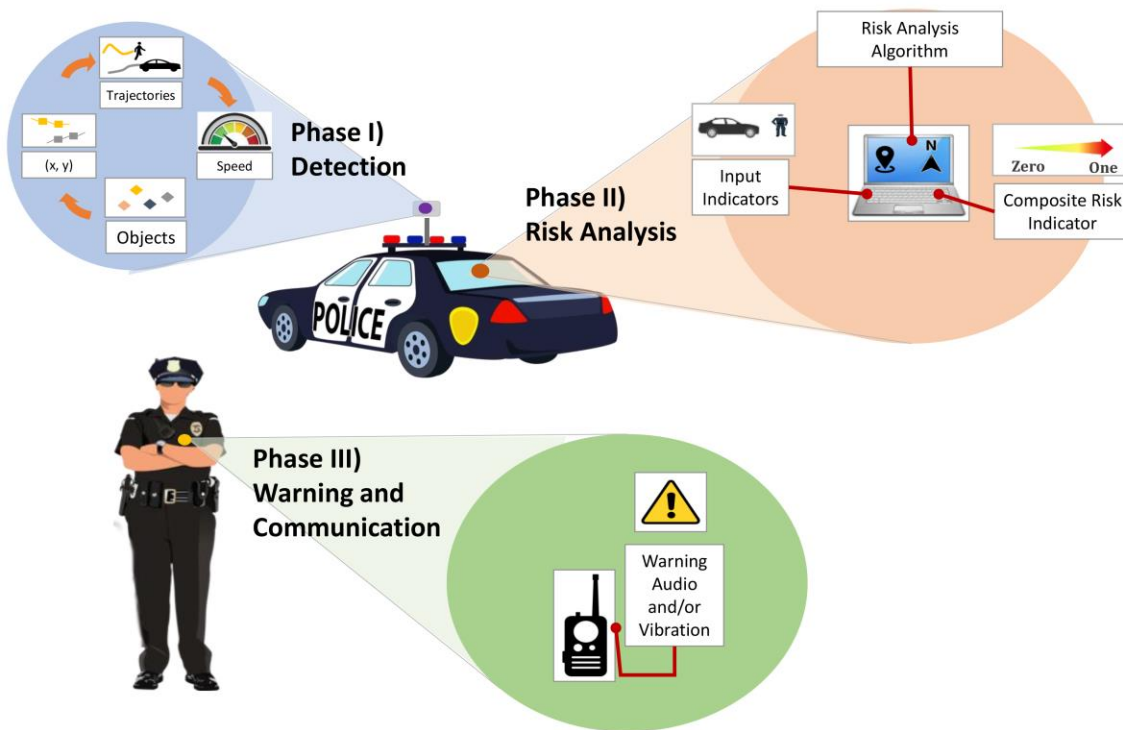 Trajectories
(x, y)
Speed
Objects
Phase I)
Detection
POLICE
Phase II)
Risk Analysis
Risk Analysis
Algorithm
N
Input
Indicators
Zero One
Composite Risk
Indicator
Phase III)
Warning and
Communication
Warning
Audio
and/or
Vibration